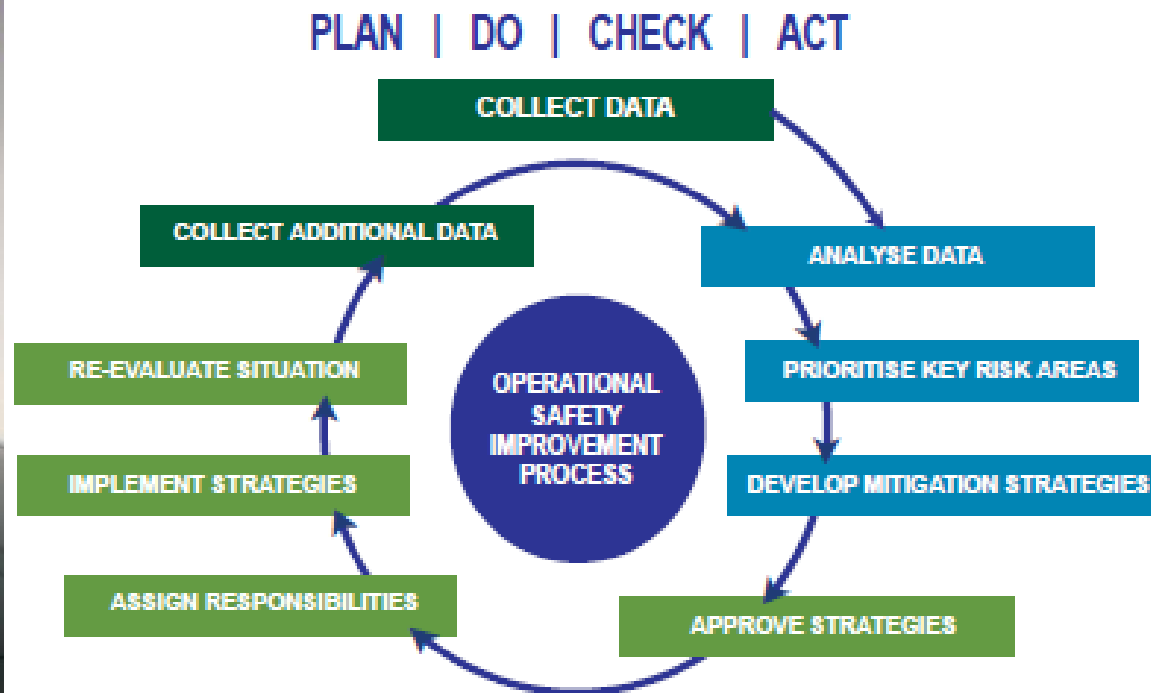 PLAN | DO | CHECK | ACT
COLLECT DATA
COLLECT ADDITIONAL DATA
ANALYSE DATA
RE-EVALUATE SITUATION
PRIORITISE KEY RISK AREAS
OPERATIONAL
SAFETY
IMPROVEMENT
PROCESS
IMPLEMENT STRATEGIES
DEVELOP MITIGATION STRATEGIES
ASSIGN RESPONSIBILITIES
APPROVE STRATEGIES